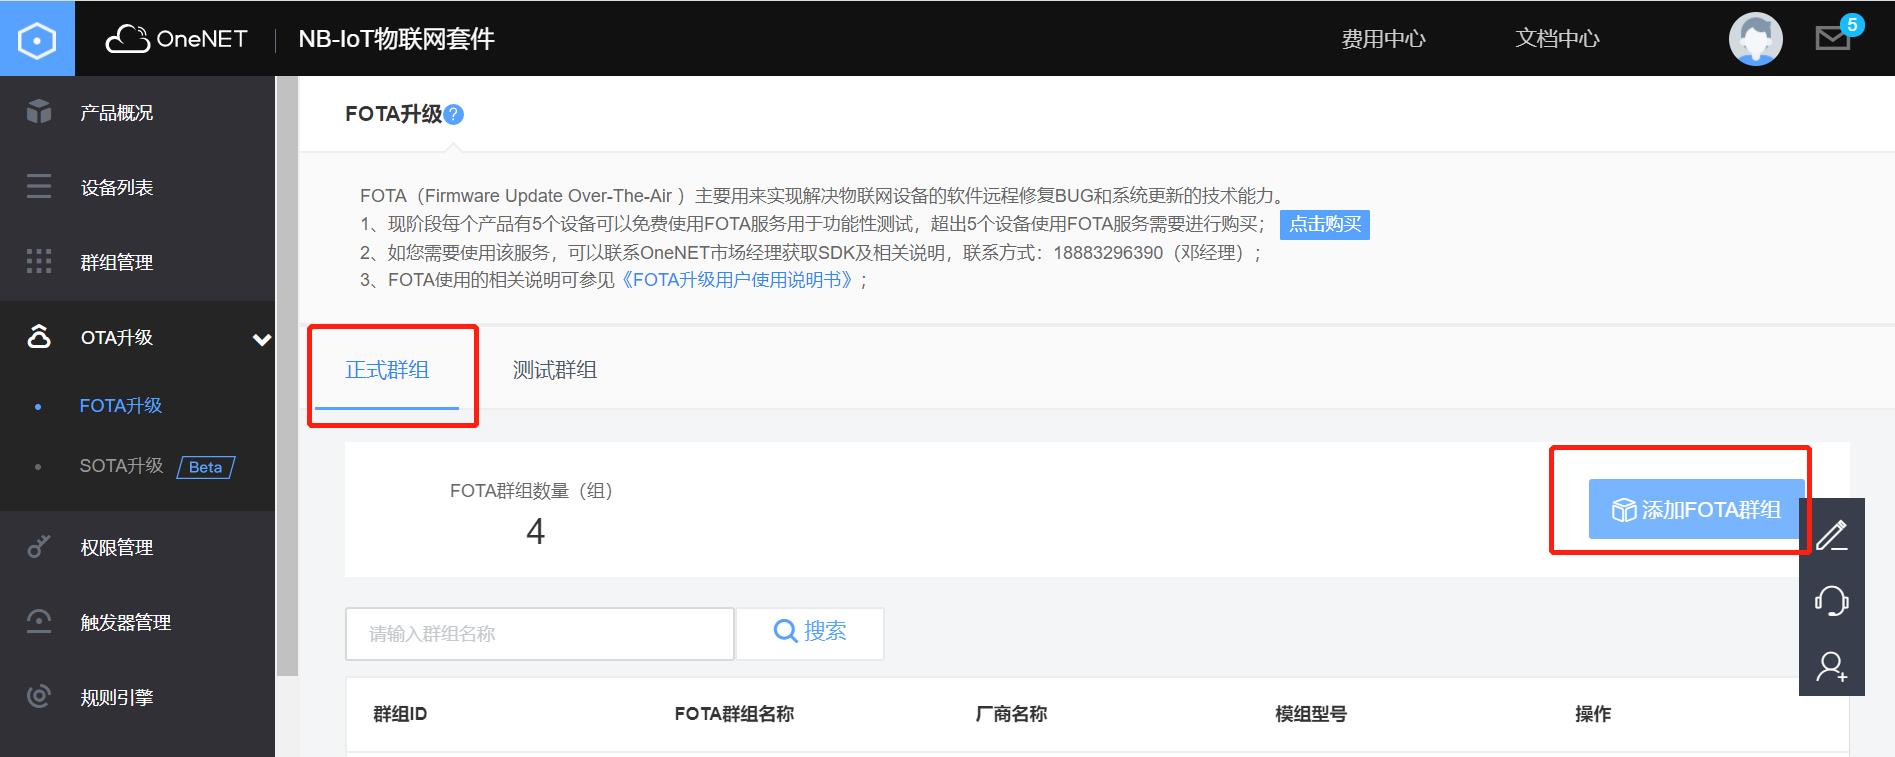 OneNET NB-IoT物联网套件 费用中心 文档中心 5
产品概况
设备列表
群组管理
OTA升级
FOTA升级
SOTA升级 Beta
权限管理
触发器管理
规则引擎
FOTA升级?
FOTA（Firmware Update Over-The-Air ）主要用来实现解决物联网设备的软件远程修复BUG和系统更新的技术能力。
1、现阶段每个产品有5个设备可以免费使用FOTA服务用于功能性测试，超出5个设备使用FOTA服务需要进行购买； 点击购买
2、如您需要使用该服务，可以联系OneNET市场经理获取SDK及相关说明，联系方式：18883296390（邓经理）；
3、FOTA使用的相关说明可参见《FOTA升级用户使用说明书》；
正式群组 测试群组
FOTA群组数量（组）
4
添加FOTA群组
请输入群组名称 搜索
群组ID FOTA群组名称 厂商名称 模组型号 操作